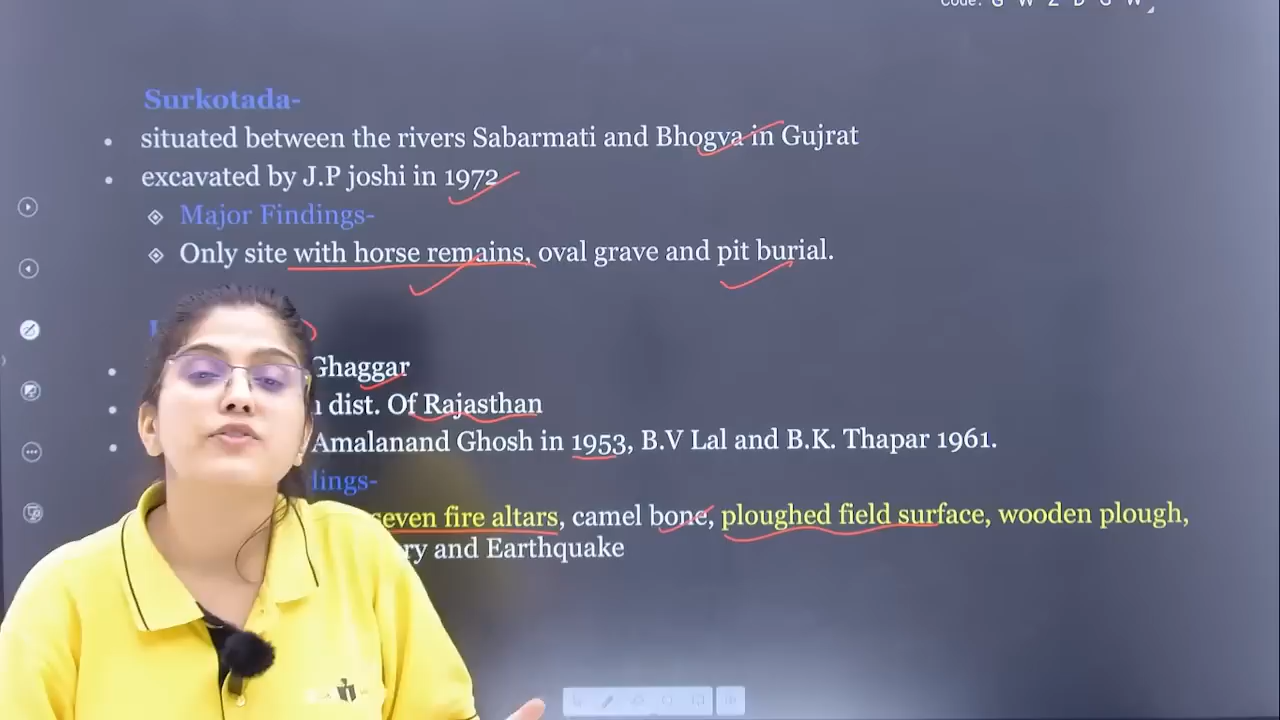 Code: G W Z D G W
Surkotada-
situated between the rivers Sabarmati and Bhogva in Gujrat
excavated by J.P joshi in 1972
Major Findings-
Only site with horse remains, oval grave and pit burial.
Ghaggar
dist. Of Rajasthan
Amalanand Ghosh in 1953, B.V Lal and B.K. Thapar 1961.
seven fire altars, camel bone, ploughed field surface, wooden plough,
and Earthquake